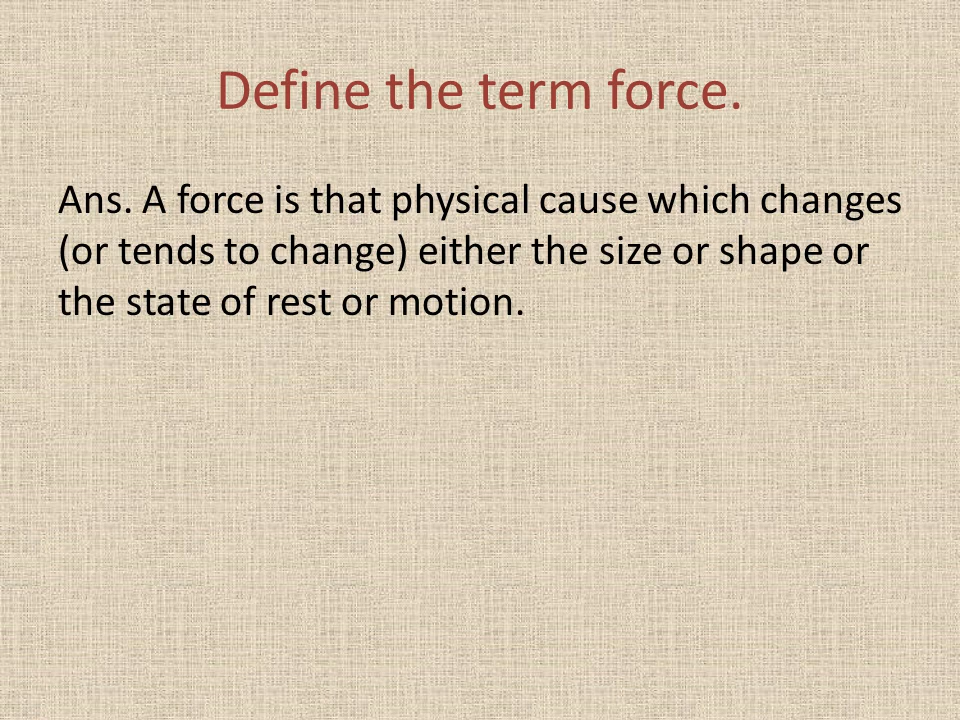 Define the term force.
Ans. A force is that physical cause which changes
(or tends to change) either the size or shape or
the state of rest or motion.